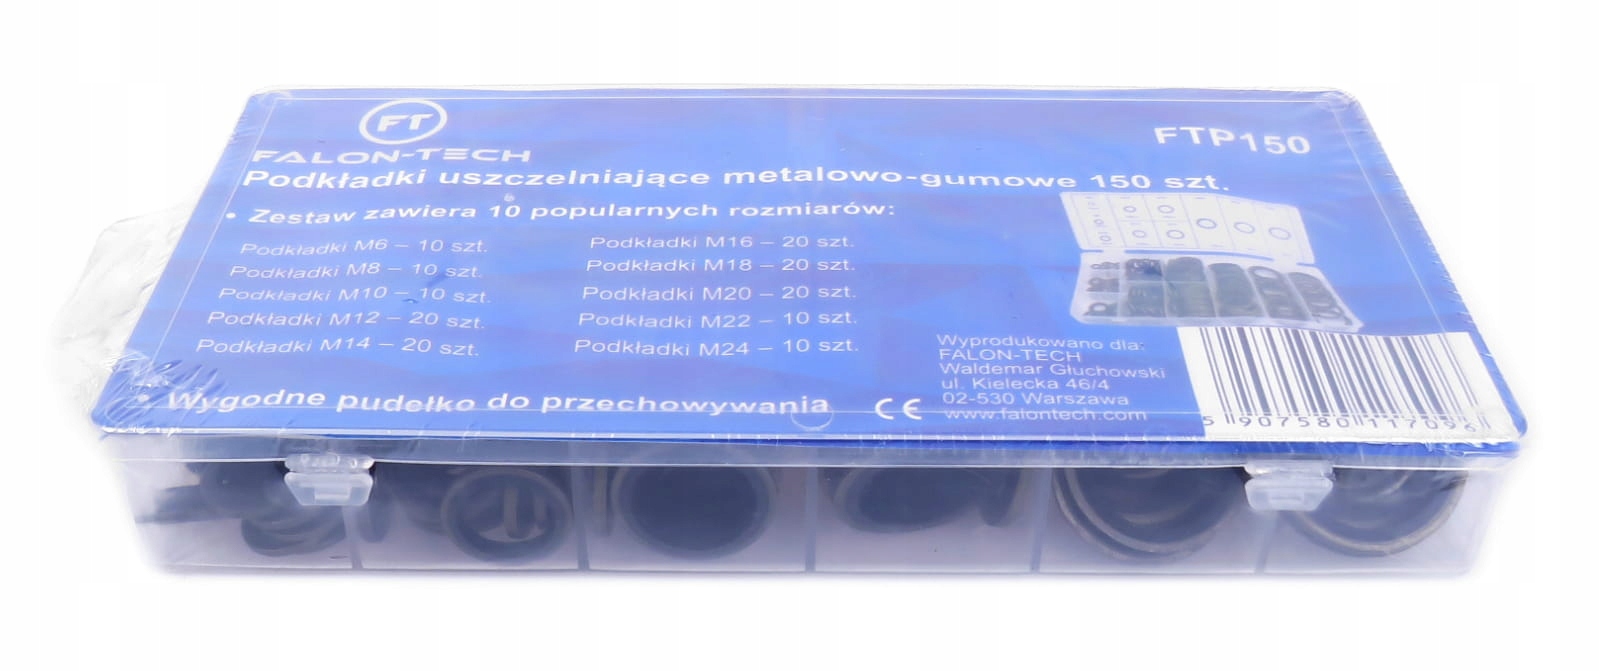 FT
FALON-TECH
FTP150
Podkładki uszczelniające metalowo-gumowe 150 szt.
• Zestaw zawiera 10 popularnych rozmiarów:
Podkładki M6 – 10 szt.
Podkładki M8 – 10 szt.
Podkładki M10 – 10 szt.
Podkładki M12 – 20 szt.
Podkładki M14 – 20 szt.
Podkładki M16 – 20 szt.
Podkładki M18 – 20 szt.
Podkładki M20 – 20 szt.
Podkładki M22 – 10 szt.
Podkładki M24 – 10 szt.
• Wygodne pudełko do przechowywania
CE
Wyprodukowano dla:
FALON-TECH
Waldemar Głuchowski
ul. Kielecka 46/4
02-530 Warszawa
www.falontech.com
5 907580 117096